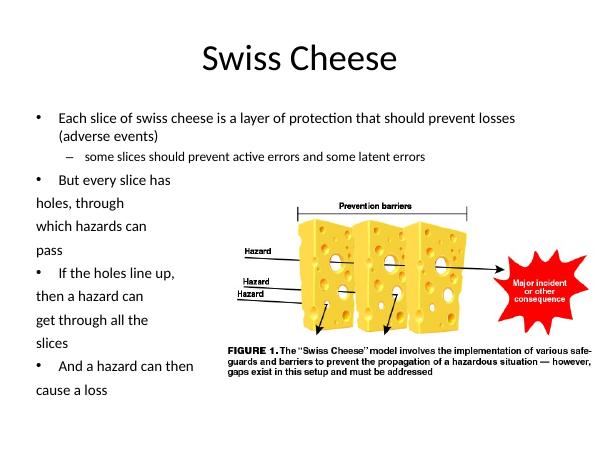 Swiss Cheese
• Each slice of swiss cheese is a layer of protection that should prevent losses
(adverse events)
– some slices should prevent active errors and some latent errors
• But every slice has
holes, through
which hazards can
pass
• If the holes line up,
then a hazard can
get through all the
slices
• And a hazard can then
cause a loss
Prevention barriers
Hazard
Hazard
Hazard
Major incident
or other
consequence
FIGURE 1. The “Swiss Cheese” model involves the implementation of various safe-
guards and barriers to prevent the propagation of a hazardous situation — however,
gaps exist in this setup and must be addressed